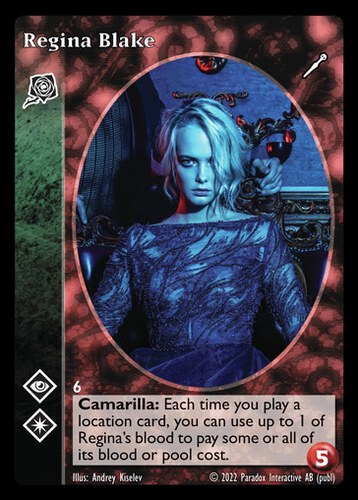 Regina Blake
6
Camarilla: Each time you play a
location card, you can use up to 1 of
Regina's blood to pay some or all of
its blood or pool cost.
5
Illus: Andrey Kiselev © 2022 Paradox Interactive AB (publ)